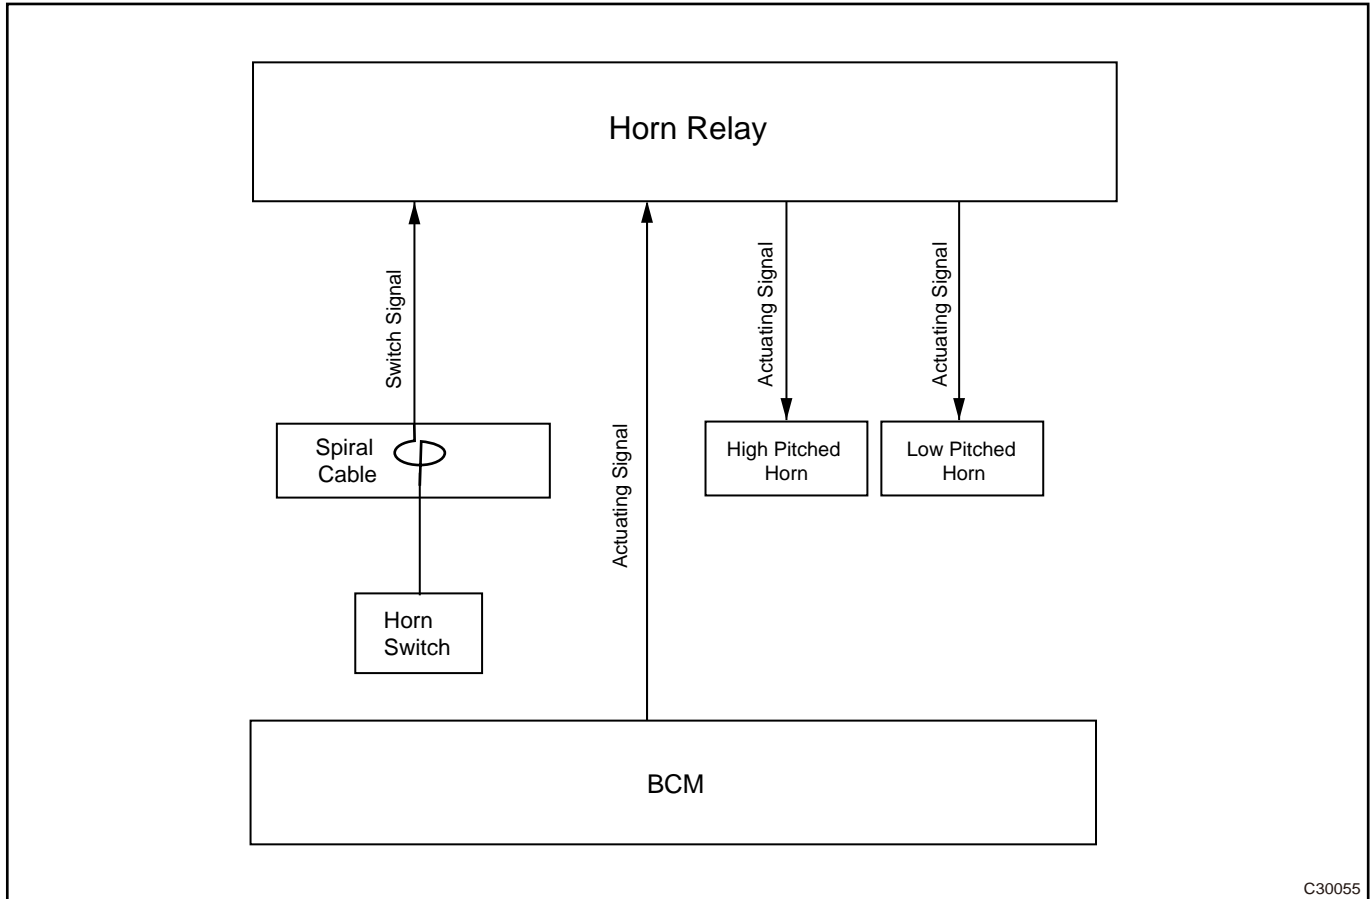 Horn Relay
Switch Signal
Actuating Signal
Actuating Signal
Actuating Signal
Spiral
Cable
High Pitched
Horn
Low Pitched
Horn
Horn
Switch
BCM
C30055